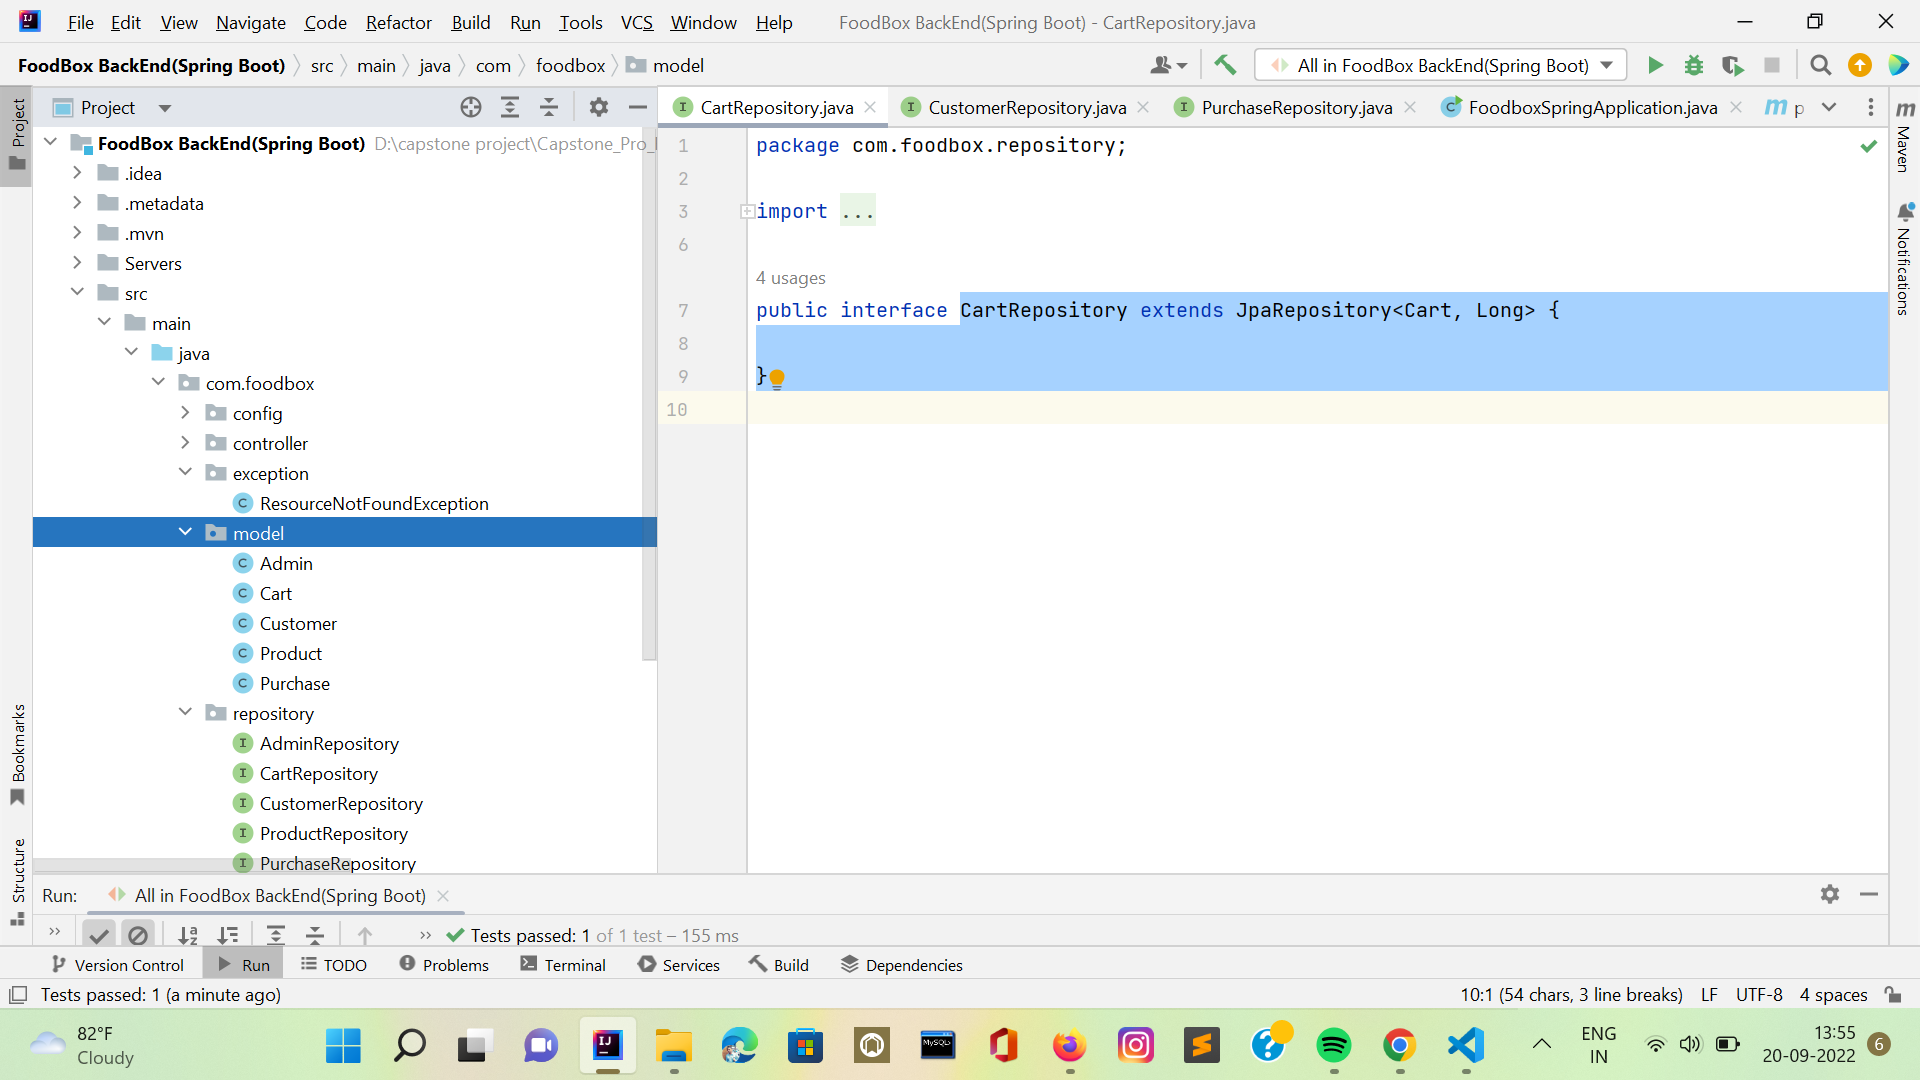 File Edit View Navigate Code Refactor Build Run Tools VCS Window Help FoodBox BackEnd(Spring Boot) - CartRepository.java
FoodBox BackEnd(Spring Boot) src main java com foodbox model All in FoodBox BackEnd(Spring Boot)
Project CartRepository.java CustomerRepository.java PurchaseRepository.java FoodboxSpringApplication.java m p
Project
FoodBox BackEnd(Spring Boot) D:\capstone project\Capstone_Pro_
.idea
.metadata
.mvn
Servers
src
main
java
com.foodbox
config
controller
exception
ResourceNotFoundException
model
Admin
Cart
Customer
Product
Purchase
repository
AdminRepository
CartRepository
CustomerRepository
ProductRepository
PurchaseRepository
1 package com.foodbox.repository;
2
3 import ...
6
4 usages
7 public interface CartRepository extends JpaRepository<Cart, Long> {
8
9 }
10
m Maven
Notifications
Bookmarks
Structure
Run: All in FoodBox BackEnd(Spring Boot)
Tests passed: 1 of 1 test – 155 ms
Version Control Run TODO Problems Terminal Services Build Dependencies
Tests passed: 1 (a minute ago) 10:1 (54 chars, 3 line breaks) LF UTF-8 4 spaces
82°F
Cloudy
IJ
MySQL
ENG
IN
13:55
20-09-2022
6